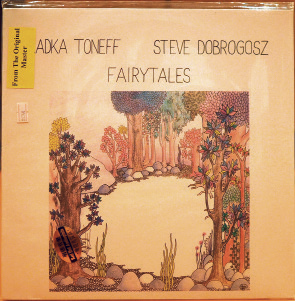 From The Original
Master
ADKA TONEFF STEVE DOBROGOSZ
FAIRYTALES